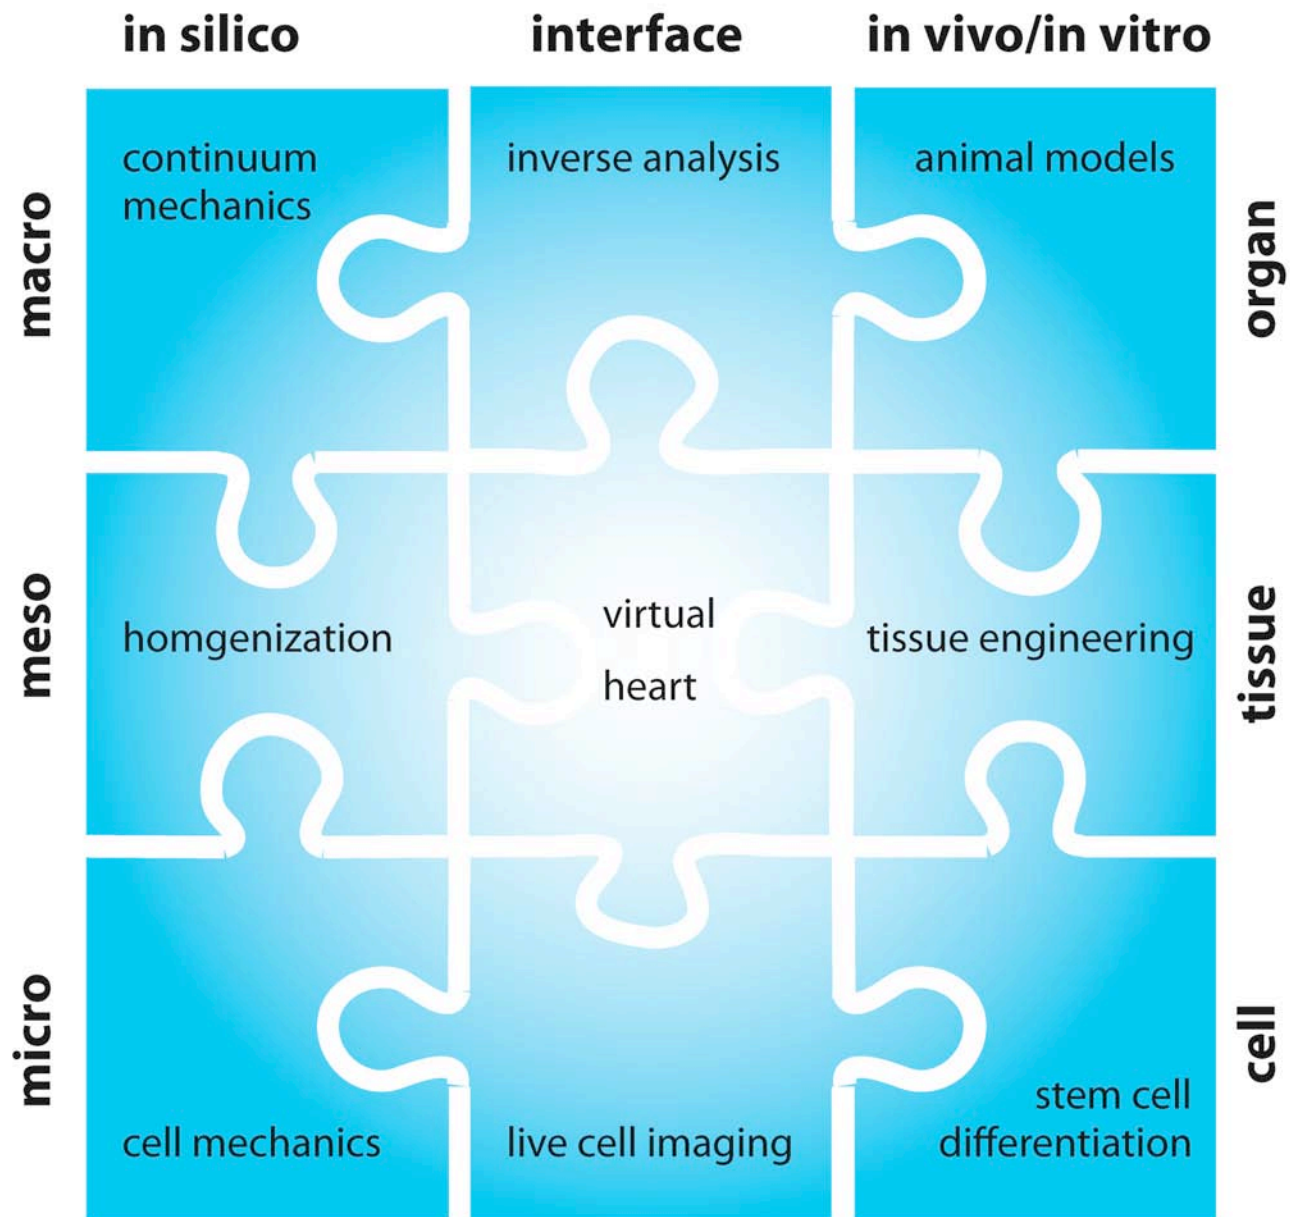 in silico
interface
in vivo/in vitro
macro
continuum
mechanics
inverse analysis
animal models
organ
meso
homgenization
virtual
heart
tissue engineering
tissue
micro
cell mechanics
live cell imaging
stem cell
differentiation
cell